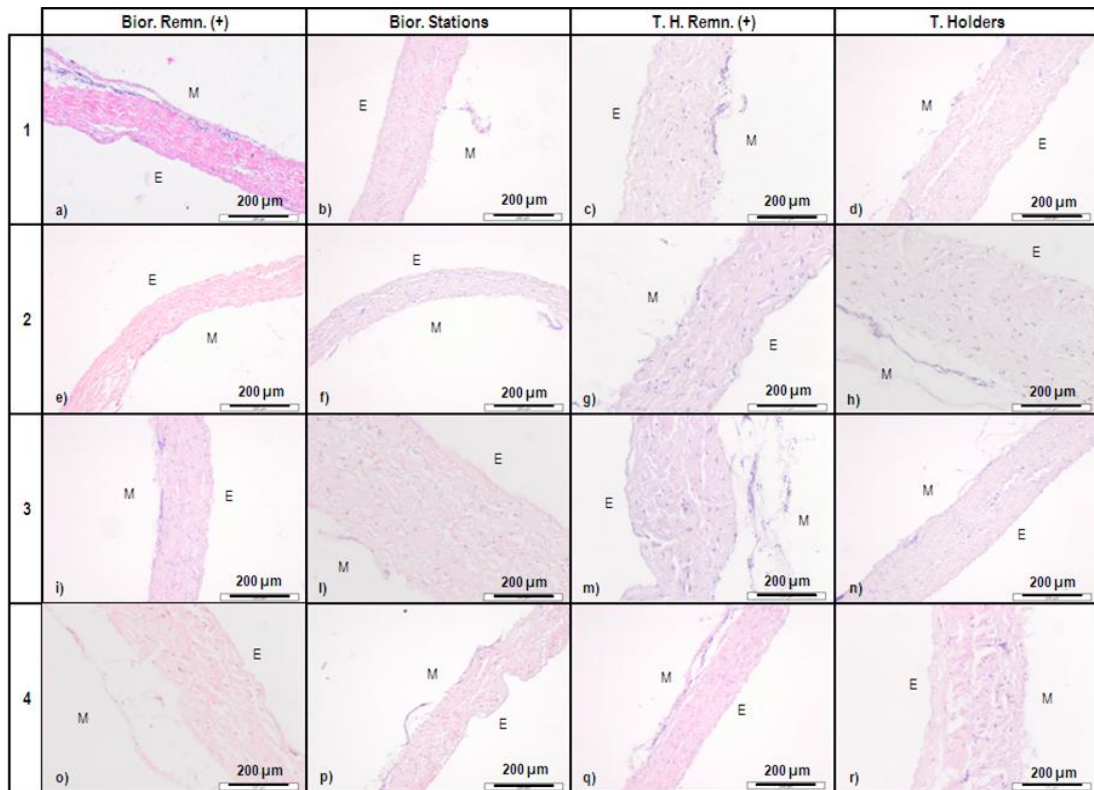 Bior. Remn. (+) Bior. Stations T. H. Remn. (+) T. Holders
1
M
E
200 µm
a)
E
M
200 µm
b)
E
M
200 µm
c)
M
E
200 µm
d)
2
E
M
200 µm
e)
E
M
200 µm
f)
M
E
200 µm
g)
E
M
200 µm
h)
3
M
E
200 µm
i)
E
M
200 µm
l)
E
M
200 µm
m)
M
E
200 µm
n)
4
E
M
200 µm
o)
M
E
200 µm
p)
M
E
200 µm
q)
E
M
200 µm
r)